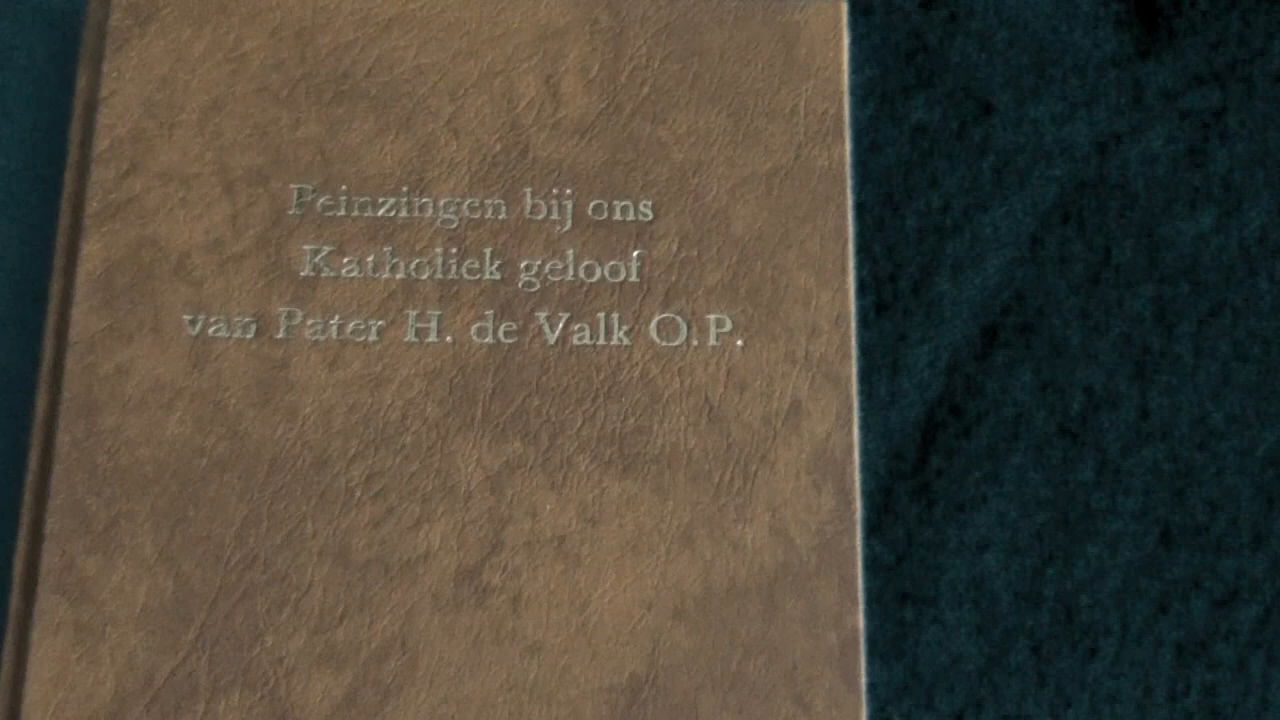 Peinzingen bij ons
Katholiek geloof
van Pater H. de Valk O.P.